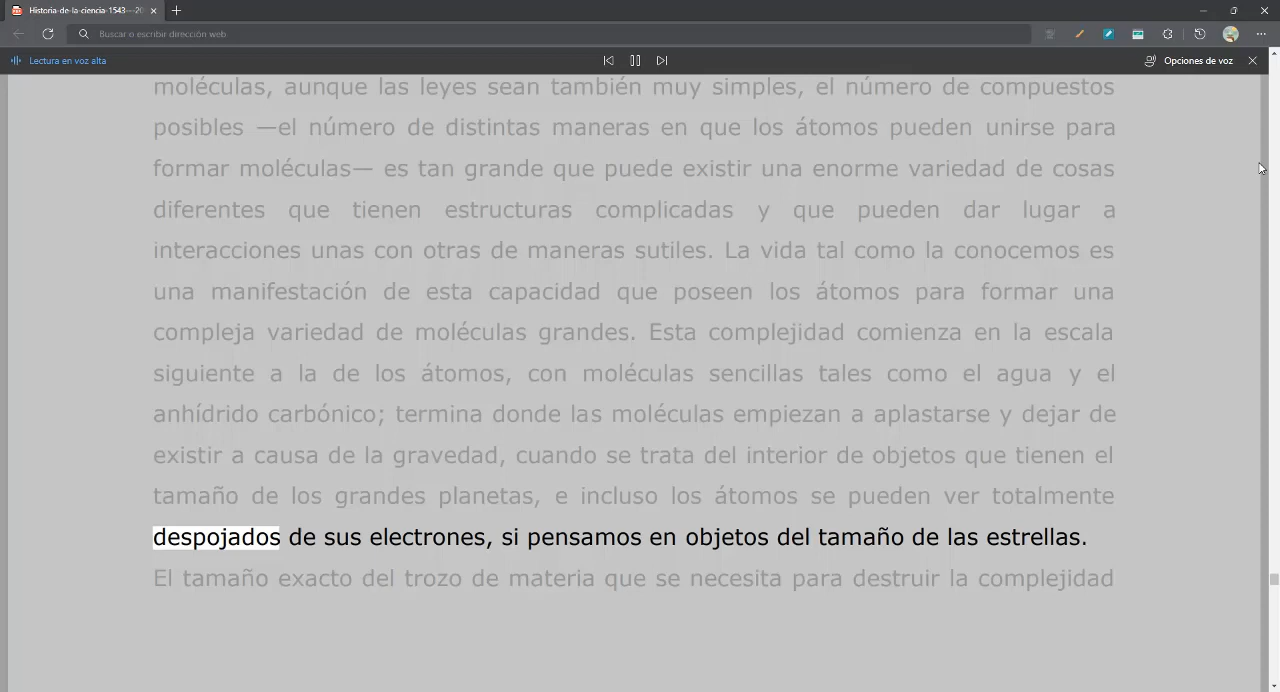 Historia-de-la-ciencia-1543---20
Buscar o escribir dirección web
Lectura en voz alta
Opciones de voz
moléculas, aunque las leyes sean también muy simples, el número de compuestos
posibles —el número de distintas maneras en que los átomos pueden unirse para
formar moléculas— es tan grande que puede existir una enorme variedad de cosas
diferentes que tienen estructuras complicadas y que pueden dar lugar a
interacciones unas con otras de maneras sutiles. La vida tal como la conocemos es
una manifestación de esta capacidad que poseen los átomos para formar una
compleja variedad de moléculas grandes. Esta complejidad comienza en la escala
siguiente a la de los átomos, con moléculas sencillas tales como el agua y el
anhídrido carbónico; termina donde las moléculas empiezan a aplastarse y dejar de
existir a causa de la gravedad, cuando se trata del interior de objetos que tienen el
tamaño de los grandes planetas, e incluso los átomos se pueden ver totalmente
despojados de sus electrones, si pensamos en objetos del tamaño de las estrellas.
El tamaño exacto del trozo de materia que se necesita para destruir la complejidad